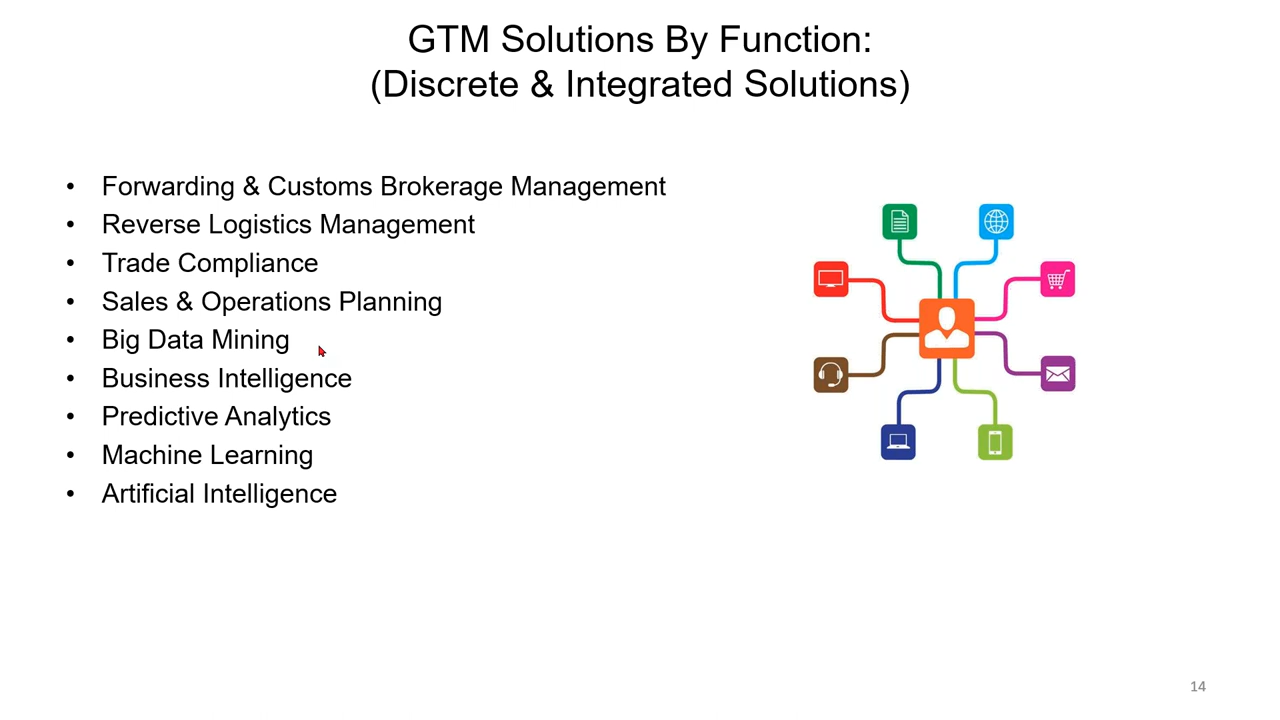 GTM Solutions By Function:
(Discrete & Integrated Solutions)
• Forwarding & Customs Brokerage Management
• Reverse Logistics Management
• Trade Compliance
• Sales & Operations Planning
• Big Data Mining
• Business Intelligence
• Predictive Analytics
• Machine Learning
• Artificial Intelligence
14